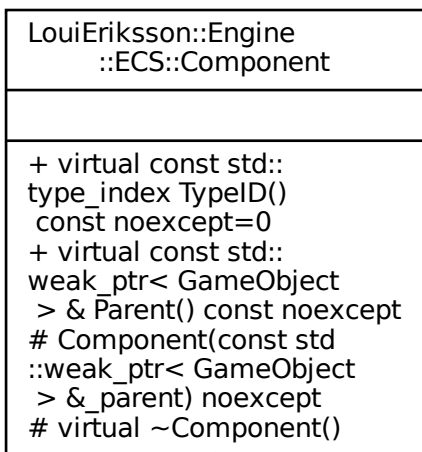 LouiEriksson::Engine
::ECS::Component
+ virtual const std::
type_index TypeID()
const noexcept=0
+ virtual const std::
weak_ptr< GameObject
> & Parent() const noexcept
# Component(const std
::weak_ptr< GameObject
> &_parent) noexcept
# virtual ~Component()